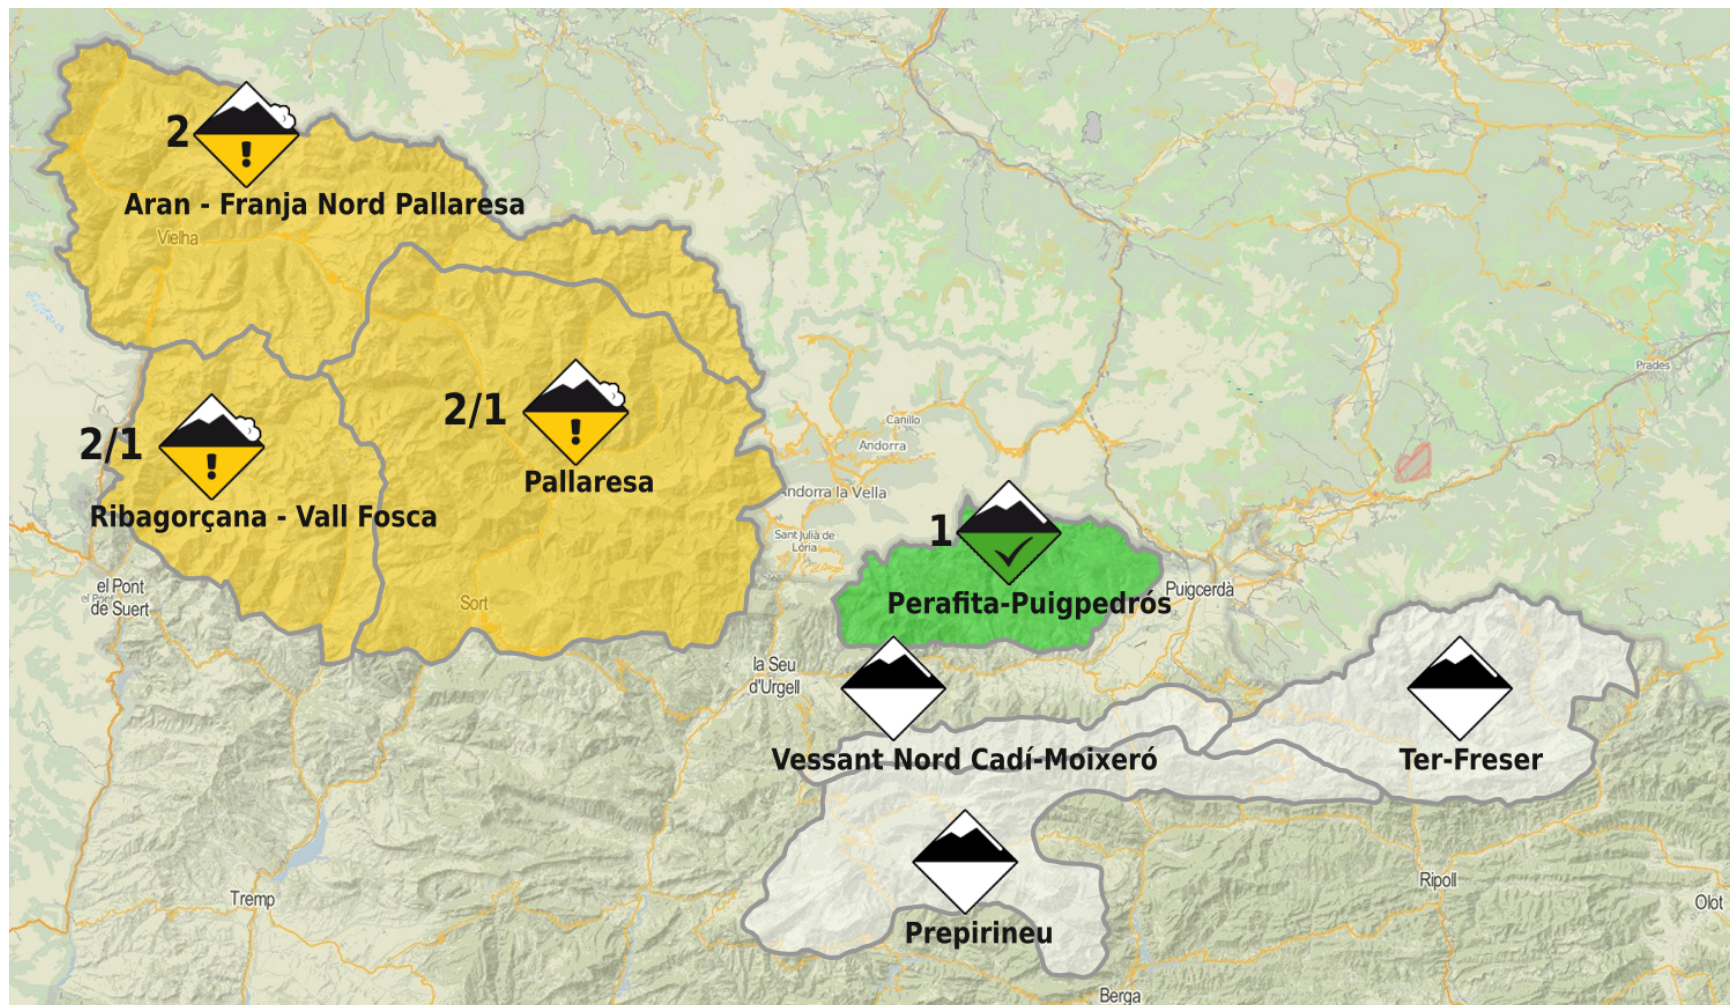 2
Aran - Franja Nord Pallaresa
Vielha
2/1
Pallaresa
2/1
Ribagorçana - Vall Fosca
Prades
Canillo
Andorra
Andorra la Vella
Sant Julià de
Lòria
1
Perafita-Puigpedrós
Puigcerdà
el Pont
de Suert
Sort
la Seu
d'Urgell
Vessant Nord Cadí-Moixeró
Ter-Freser
Prepirineu
Tremp
Ripoll
Olot
Berga